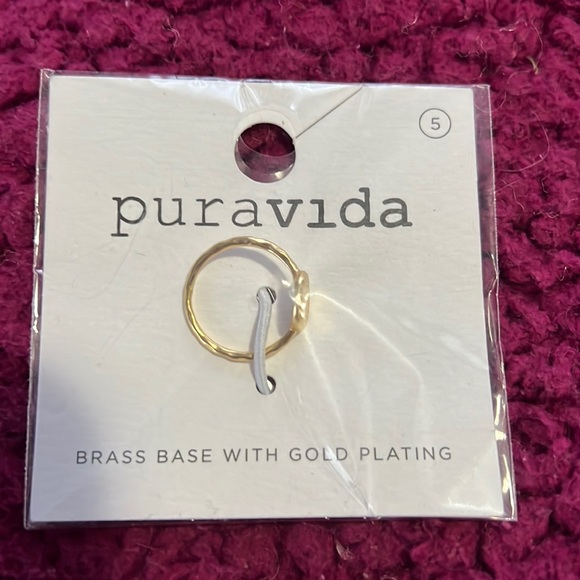 5
puravida
BRASS BASE WITH GOLD PLATING